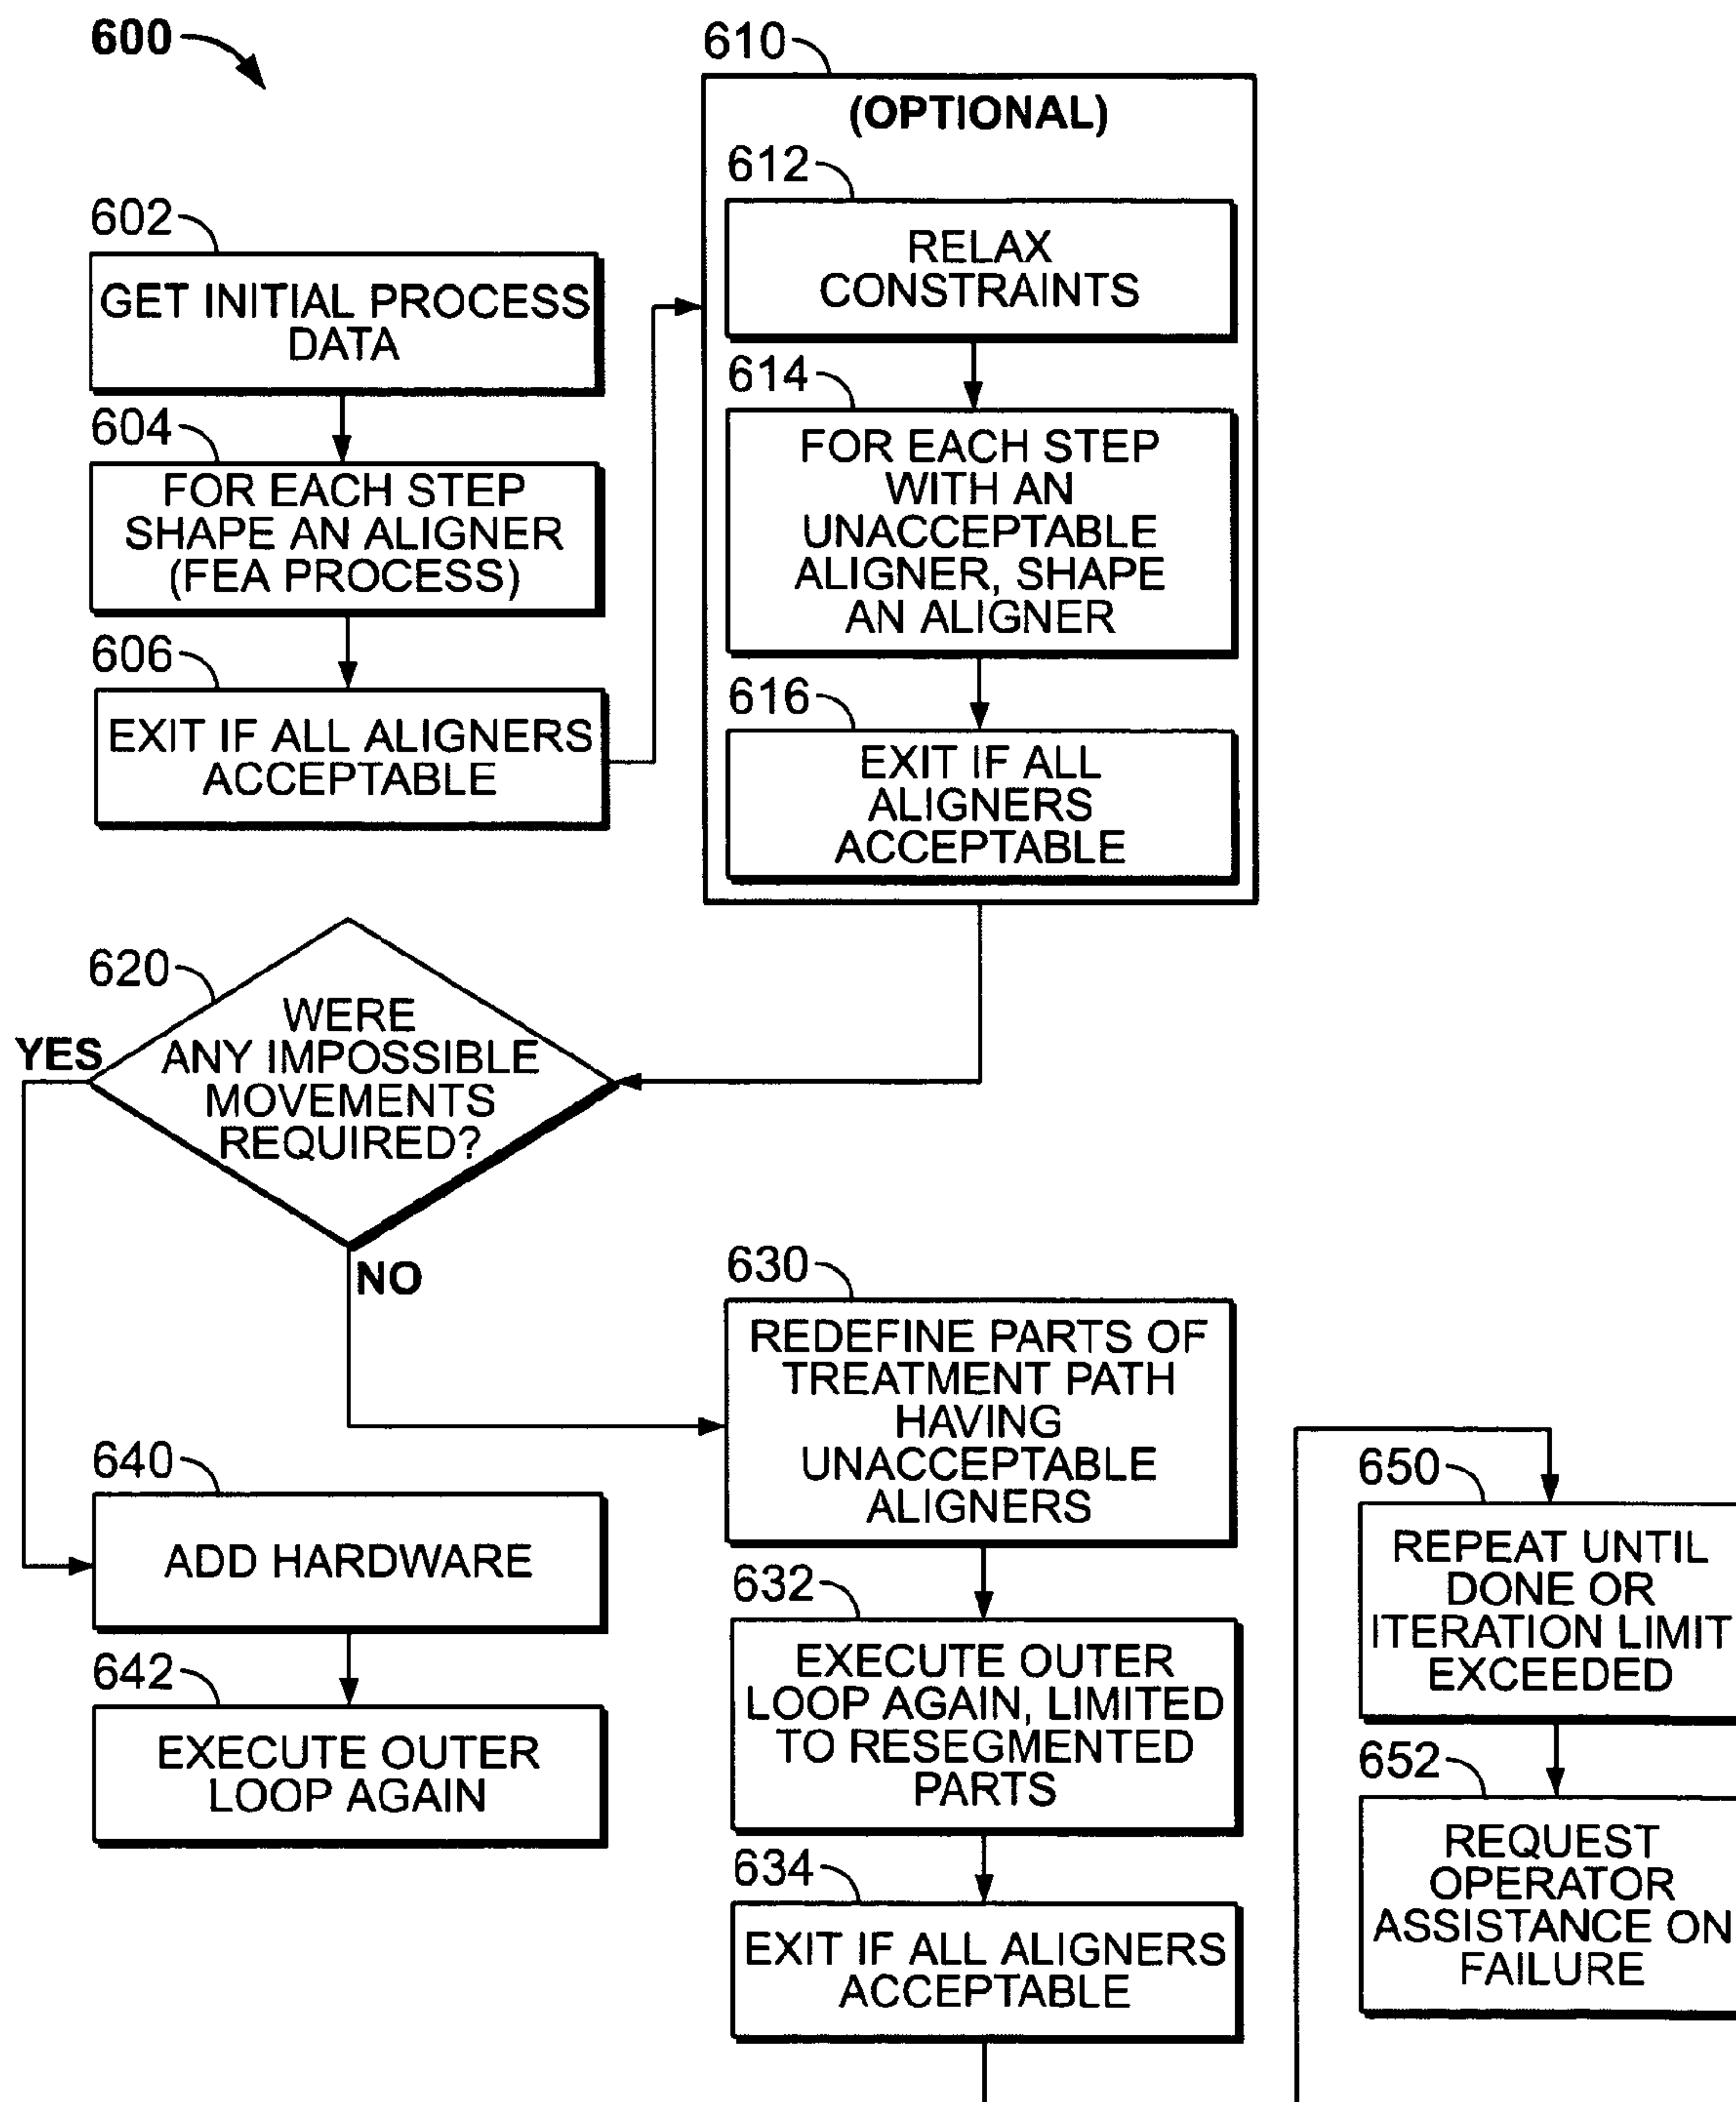 600
602
GET INITIAL PROCESS
DATA
604
FOR EACH STEP
SHAPE AN ALIGNER
(FEA PROCESS)
606
EXIT IF ALL ALIGNERS
ACCEPTABLE
610
(OPTIONAL)
612
RELAX
CONSTRAINTS
614
FOR EACH STEP
WITH AN
UNACCEPTABLE
ALIGNER, SHAPE
AN ALIGNER
616
EXIT IF ALL
ALIGNERS
ACCEPTABLE
620
WERE
ANY IMPOSSIBLE
MOVEMENTS
REQUIRED?
YES
NO
640
ADD HARDWARE
642
EXECUTE OUTER
LOOP AGAIN
630
REDEFINE PARTS OF
TREATMENT PATH
HAVING
UNACCEPTABLE
ALIGNERS
632
EXECUTE OUTER
LOOP AGAIN, LIMITED
TO RESEGMENTED
PARTS
634
EXIT IF ALL ALIGNERS
ACCEPTABLE
650
REPEAT UNTIL
DONE OR
ITERATION LIMIT
EXCEEDED
652
REQUEST
OPERATOR
ASSISTANCE ON
FAILURE